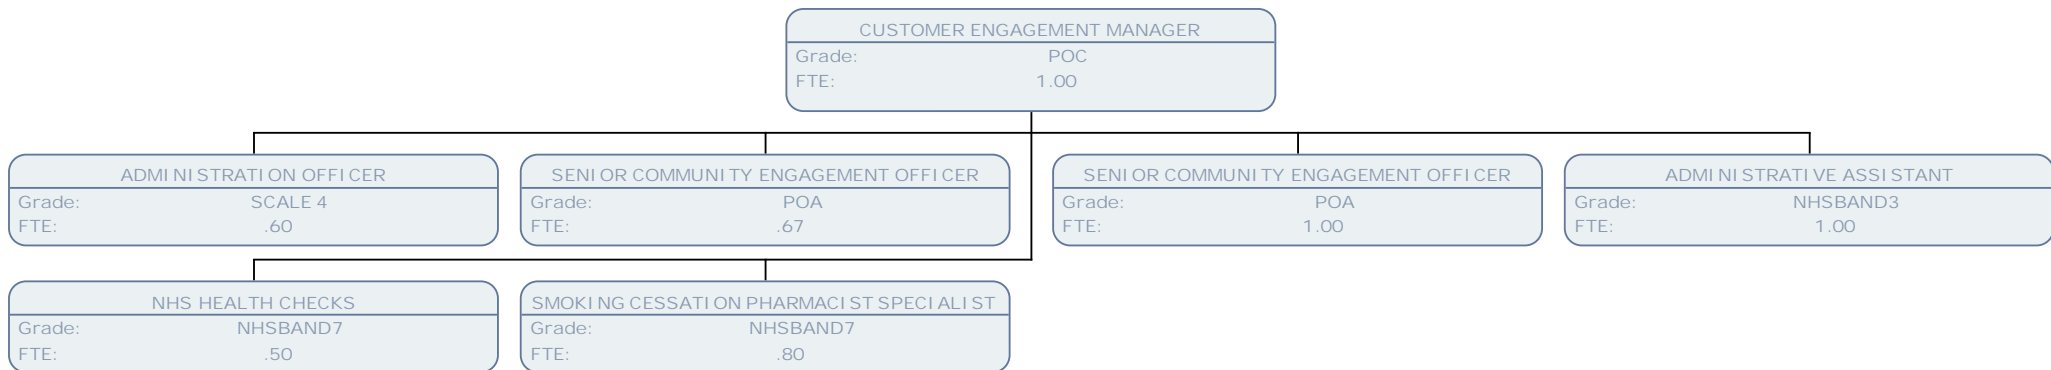 CUSTOMER ENGAGEMENT MANAGER
Grade: POC
FTE: 1.00
ADMINISTRATION OFFICER
Grade: SCALE 4
FTE: .60
SENIOR COMMUNITY ENGAGEMENT OFFICER
Grade: POA
FTE: .67
SENIOR COMMUNITY ENGAGEMENT OFFICER
Grade: POA
FTE: 1.00
ADMINISTRATIVE ASSISTANT
Grade: NHSBAND3
FTE: 1.00
NHS HEALTH CHECKS
Grade: NHSBAND7
FTE: .50
SMOKING CESSATION PHARMACIST SPECIALIST
Grade: NHSBAND7
FTE: .80